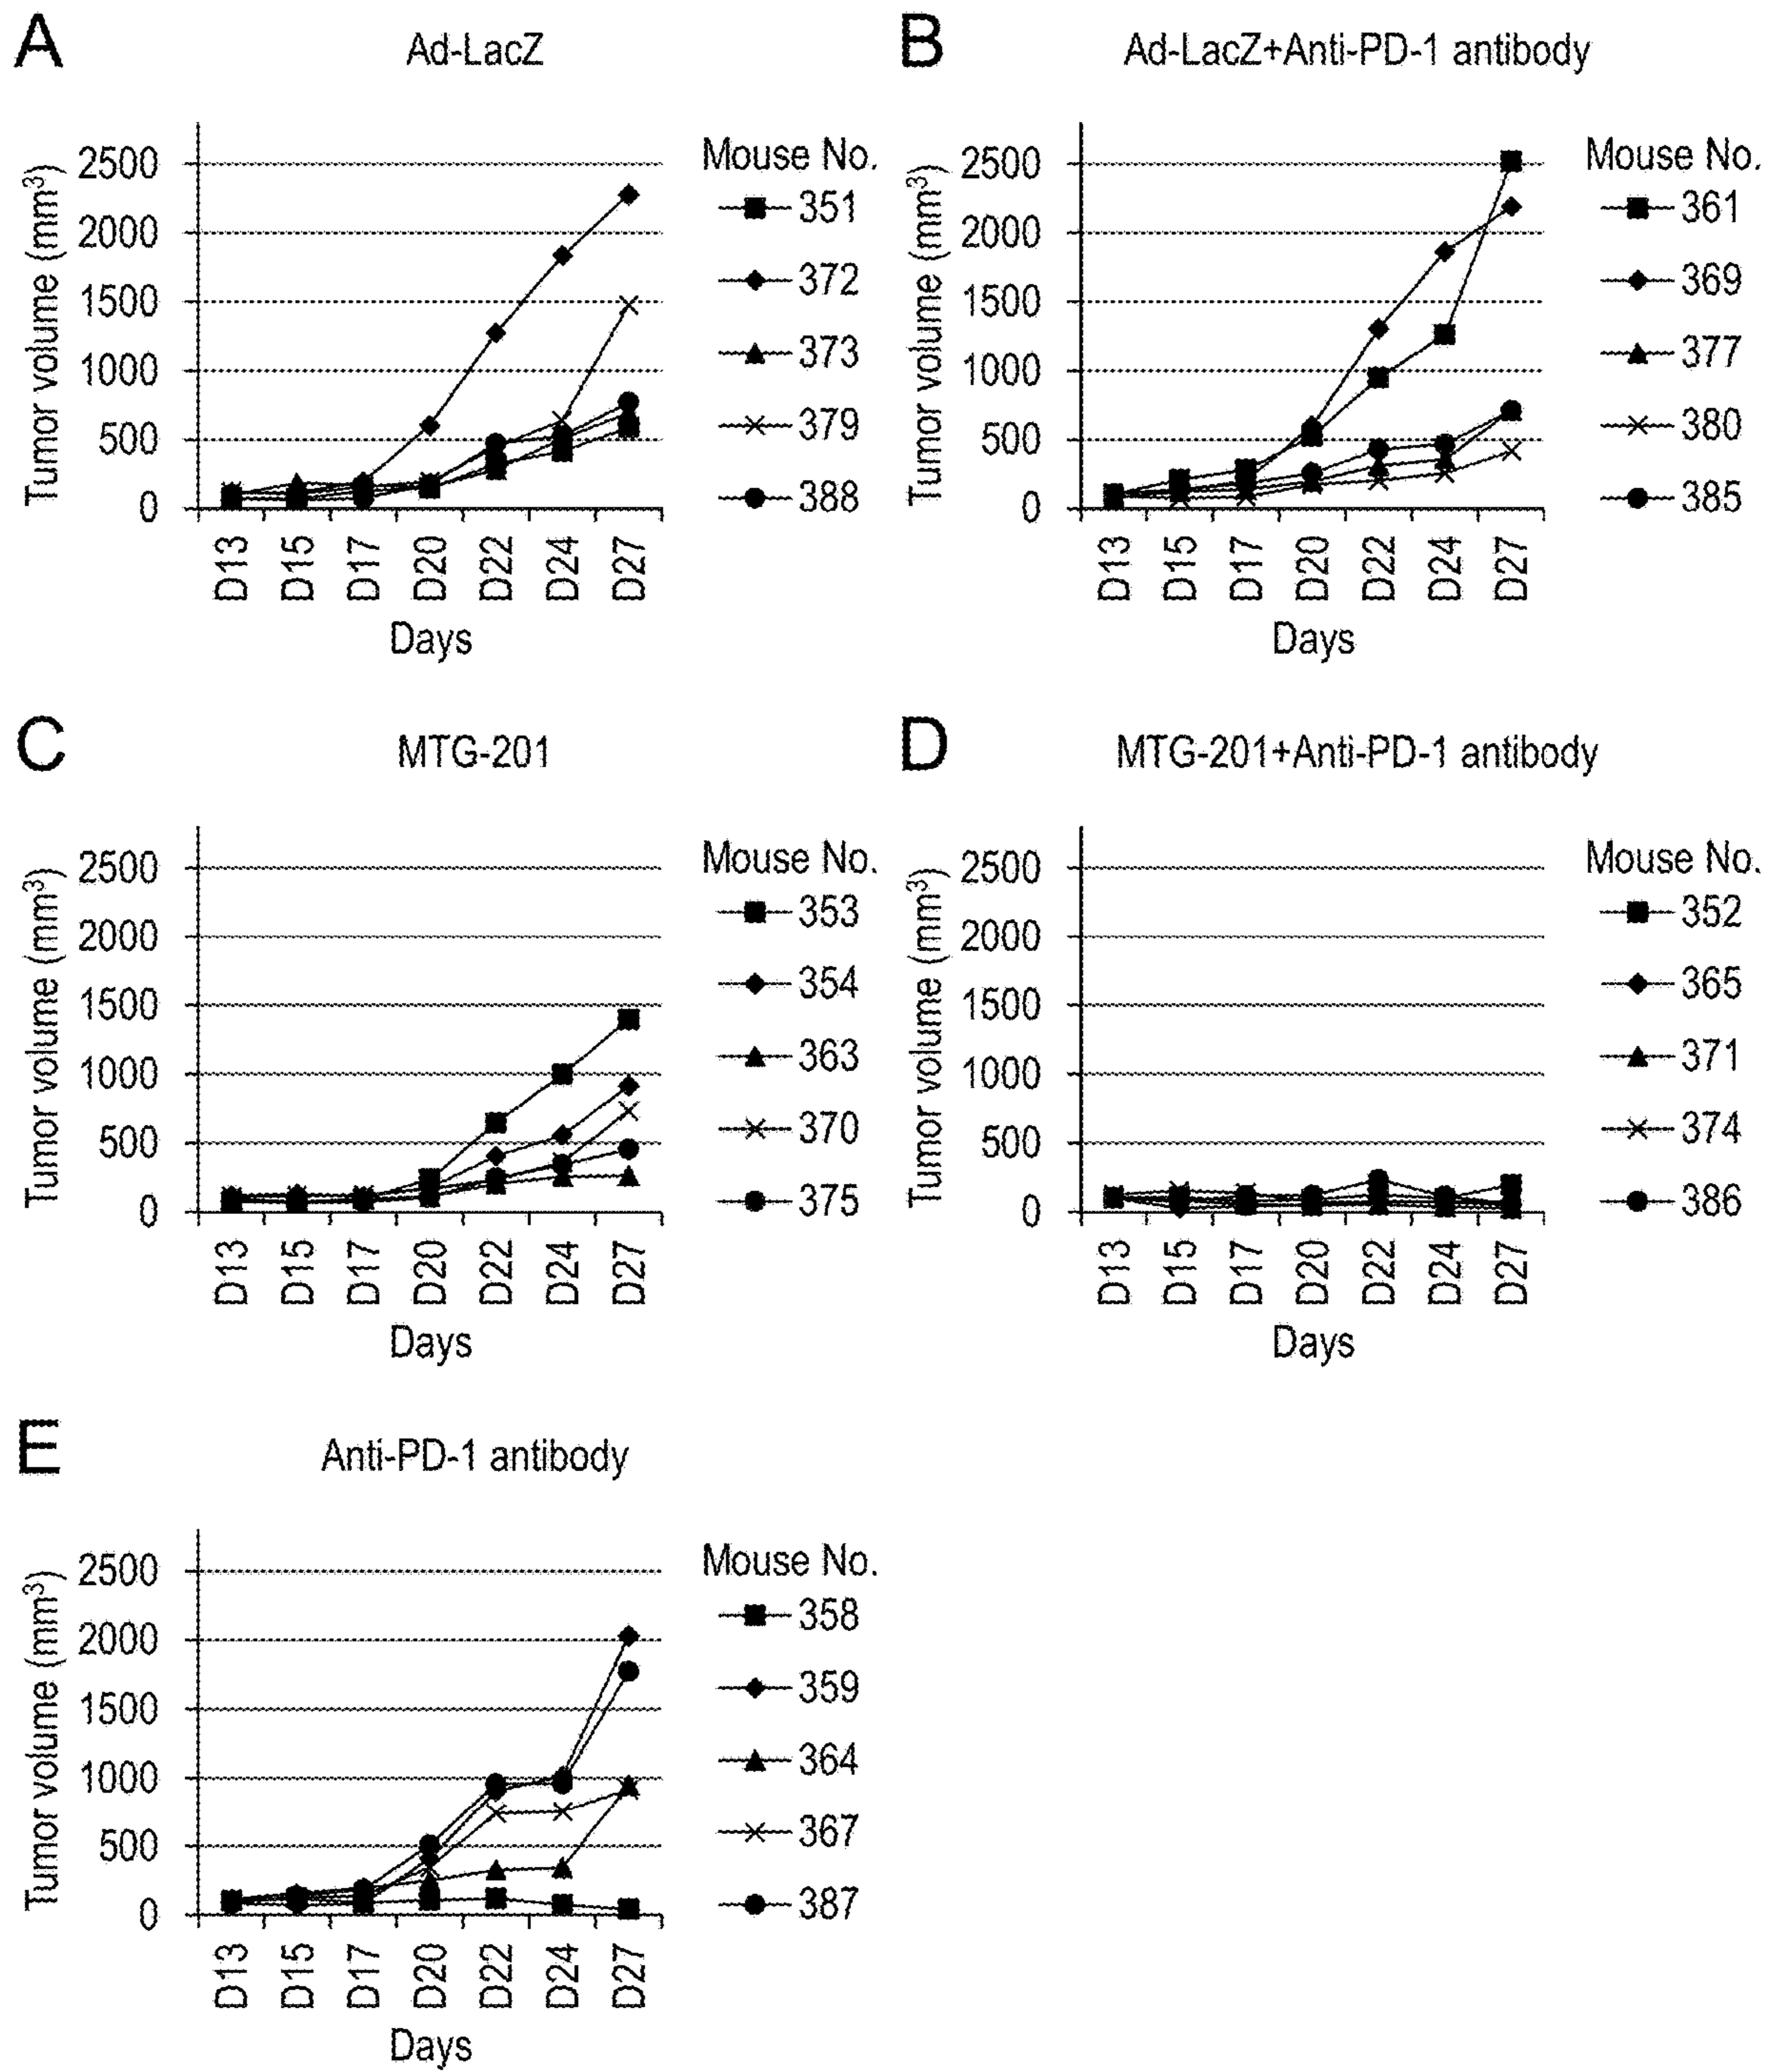 A
Ad-LacZ
Tumor volume (mm³)
2500
2000
1500
1000
500
0
D13 D15 D17 D20 D22 D24 D27
Days
Mouse No.
351
372
373
379
388
B
Ad-LacZ+Anti-PD-1 antibody
Tumor volume (mm³)
2500
2000
1500
1000
500
0
D13 D15 D17 D20 D22 D24 D27
Days
Mouse No.
361
369
377
380
385
C
MTG-201
Tumor volume (mm³)
2500
2000
1500
1000
500
0
D13 D15 D17 D20 D22 D24 D27
Days
Mouse No.
353
354
363
370
375
D
MTG-201+Anti-PD-1 antibody
Tumor volume (mm³)
2500
2000
1500
1000
500
0
D13 D15 D17 D20 D22 D24 D27
Days
Mouse No.
352
365
371
374
386
E
Anti-PD-1 antibody
Tumor volume (mm³)
2500
2000
1500
1000
500
0
D13 D15 D17 D20 D22 D24 D27
Days
Mouse No.
358
359
364
367
387